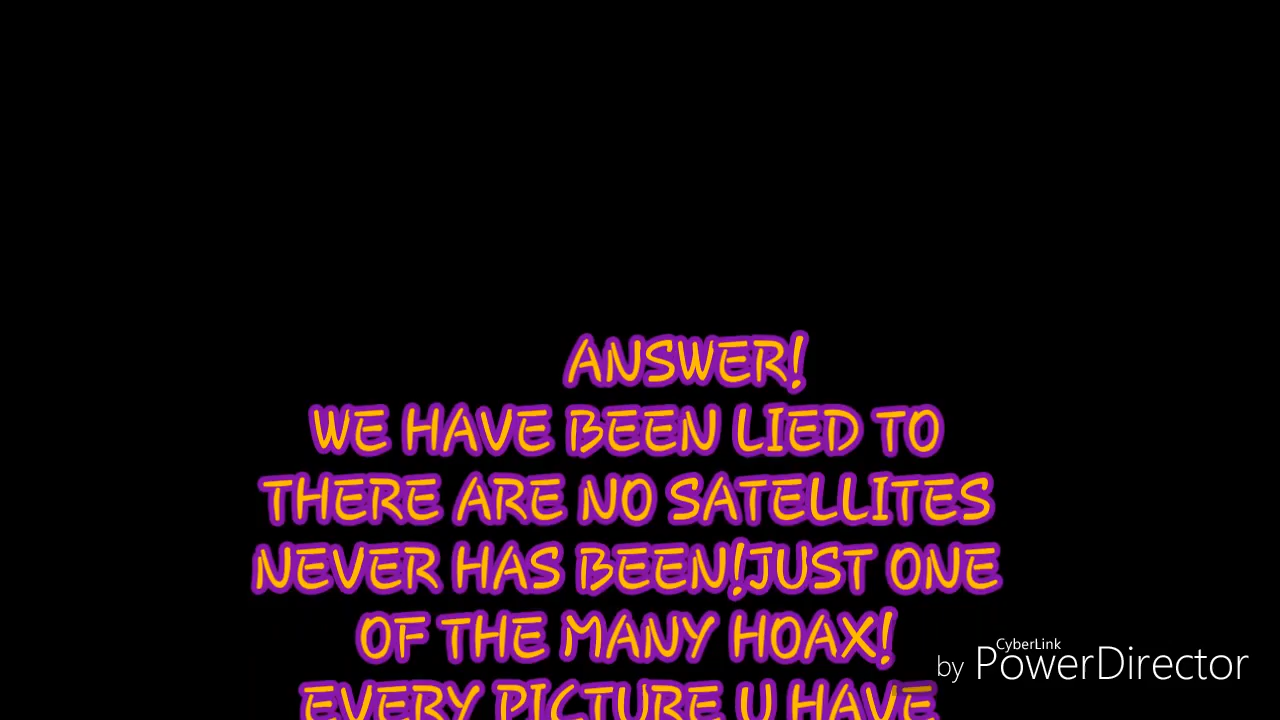 ANSWER!
WE HAVE BEEN LIED TO
THERE ARE NO SATELLITES
NEVER HAS BEEN!JUST ONE
OF THE MANY HOAX!
EVERY PICTURE U HAVE
CyberLink
by PowerDirector